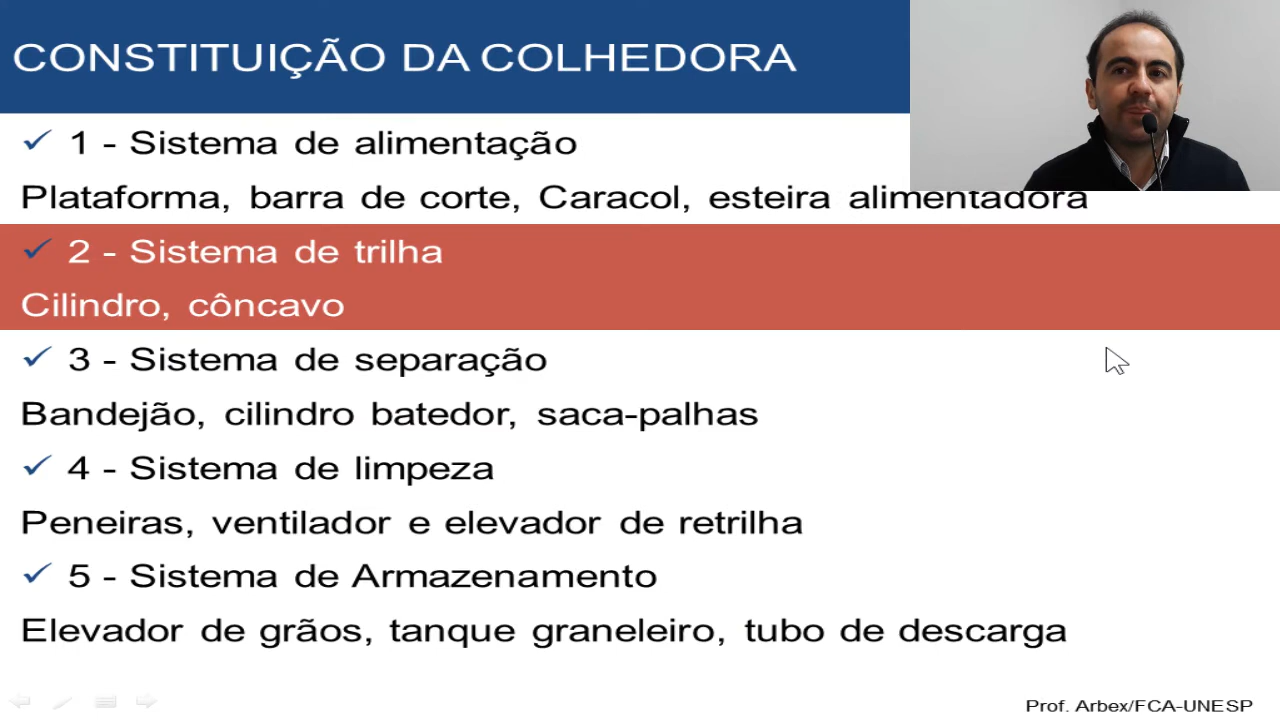 CONSTITUIÇÃO DA COLHEDORA
✓ 1 - Sistema de alimentação
Plataforma, barra de corte, Caracol, esteira alimentadora
✓ 2 - Sistema de trilha
Cilindro, côncavo
✓ 3 - Sistema de separação
Bandejão, cilindro batedor, saca-palhas
✓ 4 - Sistema de limpeza
Peneiras, ventilador e elevador de retrilha
✓ 5 - Sistema de Armazenamento
Elevador de grãos, tanque graneleiro, tubo de descarga
Prof. Arbex/FCA-UNESP